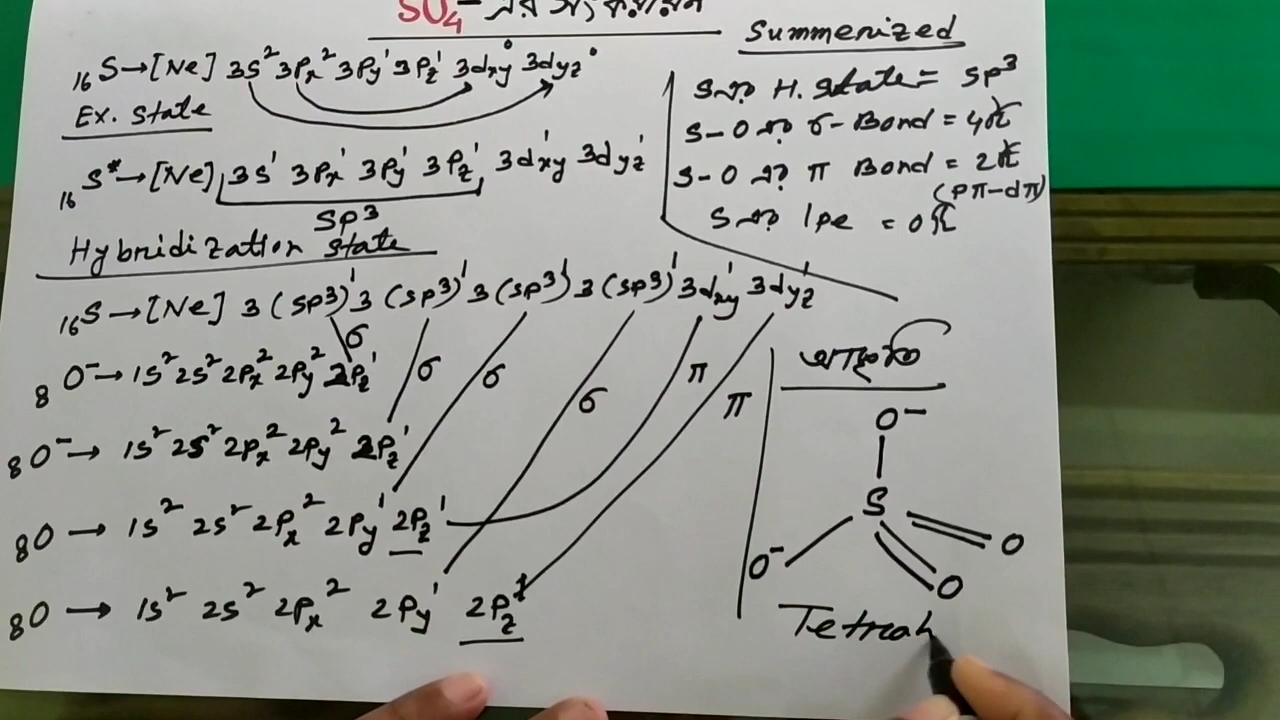 SO₄⁻ এর সংকরায়ন
Summerized
₁₆S→[Ne] 3s² 3Px² 3Py¹ 3Pz¹ 3dxy⁰ 3dyz⁰
Ex. State
₁₆S*→[Ne] 3s¹ 3Px¹ 3Py¹ 3Pz¹ 3dxy¹ 3dyz¹
SP³
S এর H. State = SP³
S-O এর σ-Bond = 4টি
S-O এর π Bond = 2টি
(Pπ-dπ)
S এর lpe = 0টি
Hybridization State
₁₆S→[Ne] 3(SP³)¹ 3(SP³)¹ 3(SP³)¹ 3(SP³)¹ 3dxy¹ 3dyz¹
σ σ σ σ π π
₈O⁻→ 1s² 2s² 2Px² 2Py² 2Pz¹
₈O⁻→ 1s² 2s² 2Px² 2Py² 2Pz¹
₈O→ 1s² 2s² 2Px² 2Py¹ 2Pz¹
₈O→ 1s² 2s² 2Px² 2Py¹ 2Pz¹
O⁻
S
O⁻
O
O
Tetrah